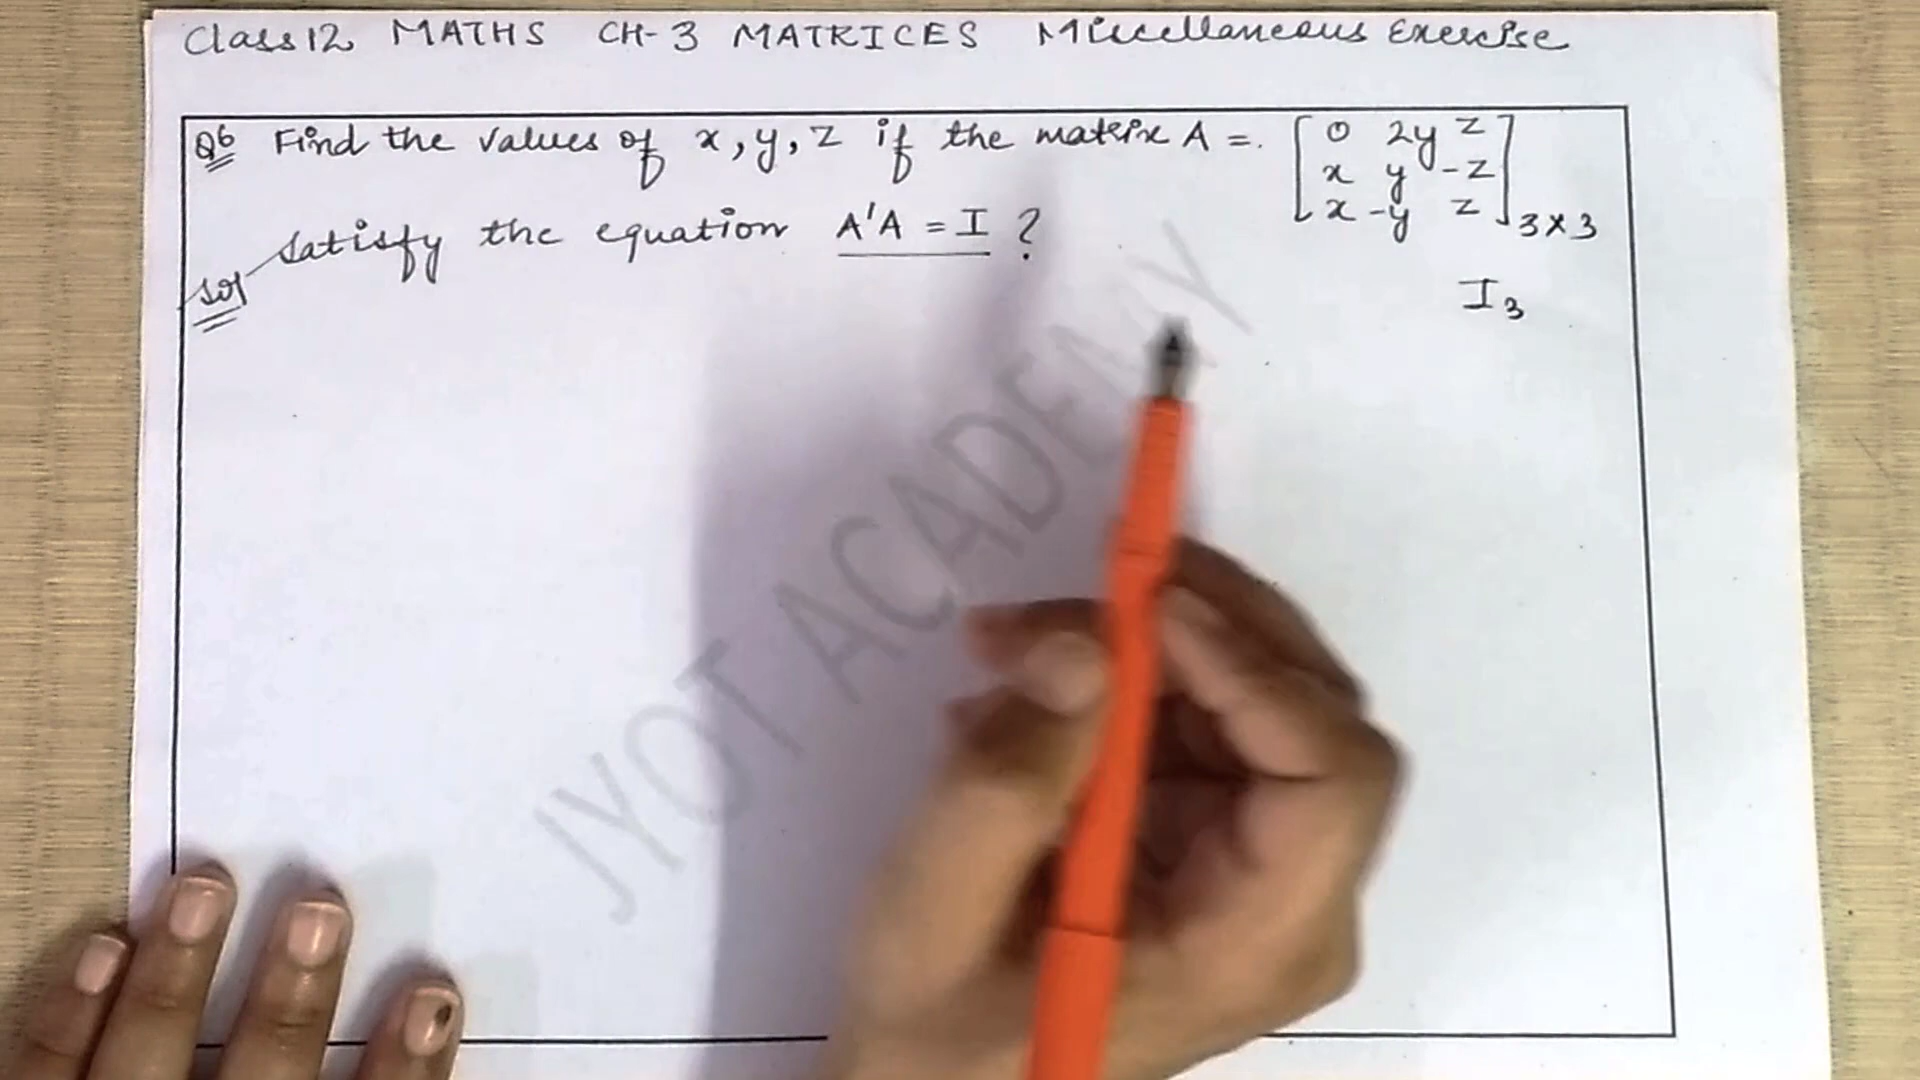 Class 12 MATHS CH-3 MATRICES Miscellaneous Exercise
Q6 Find the values of x, y, z if the matrix A = [0 2y z
x y -z
x -y z] 3×3
satisfy the equation A'A = I ?
Sol
I3
JYOT ACADEMY